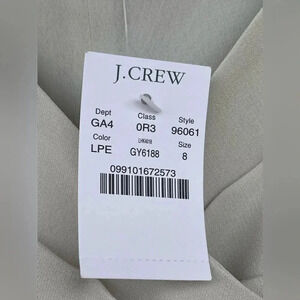 J.CREW
Dept Class Style
GA4 0R3 96061
Color Size
LPE GY6188 8
099101672573